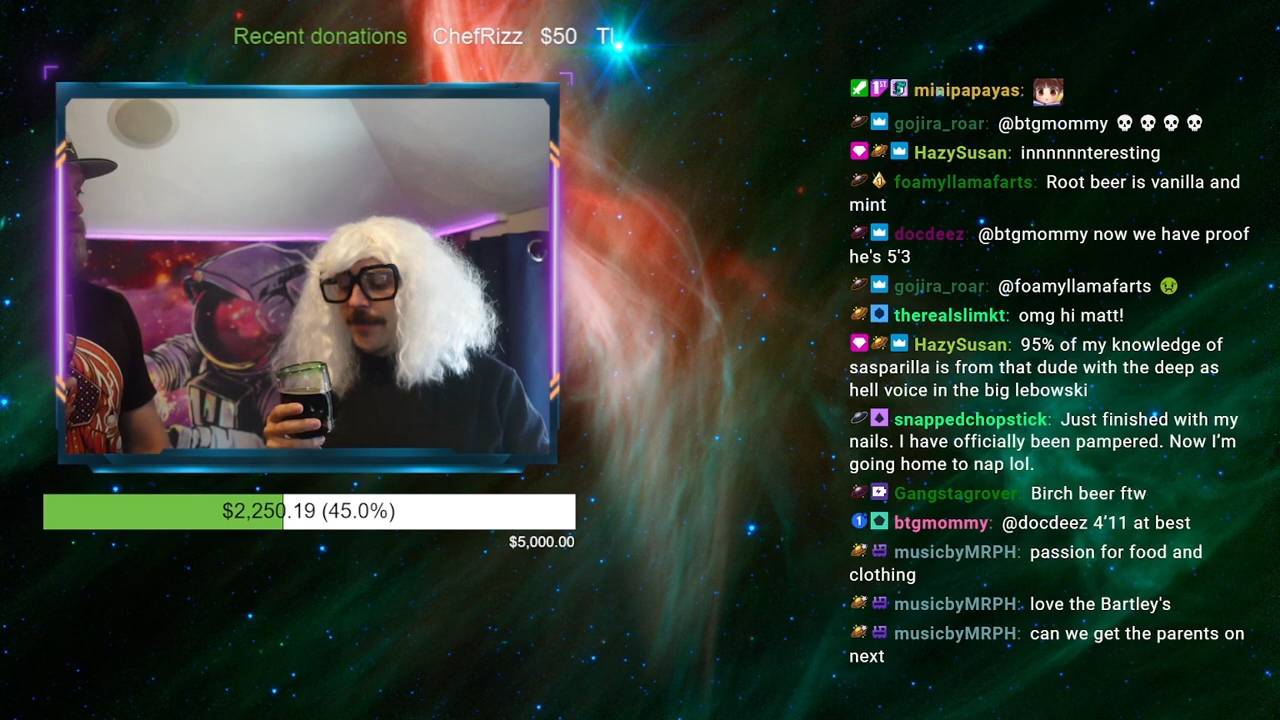 Recent donations ChefRizz $50
minipapayas:
gojira_roar: @btgmommy 💀 💀 💀 💀
HazySusan: innnnnnteresting
foamyllamafarts: Root beer is vanilla and
mint
docdeez: @btgmommy now we have proof
he's 5'3
gojira_roar: @foamyllamafarts 🤢
therealslimkt: omg hi matt!
HazySusan: 95% of my knowledge of
sasparilla is from that dude with the deep as
hell voice in the big lebowski
snappedchopstick: Just finished with my
nails. I have officially been pampered. Now I’m
going home to nap lol.
Gangstagrover: Birch beer ftw
btgmommy: @docdeez 4’11 at best
musicbyMRPH: passion for food and
clothing
musicbyMRPH: love the Bartley's
musicbyMRPH: can we get the parents on
next
$2,250.19 (45.0%)
$5,000.00